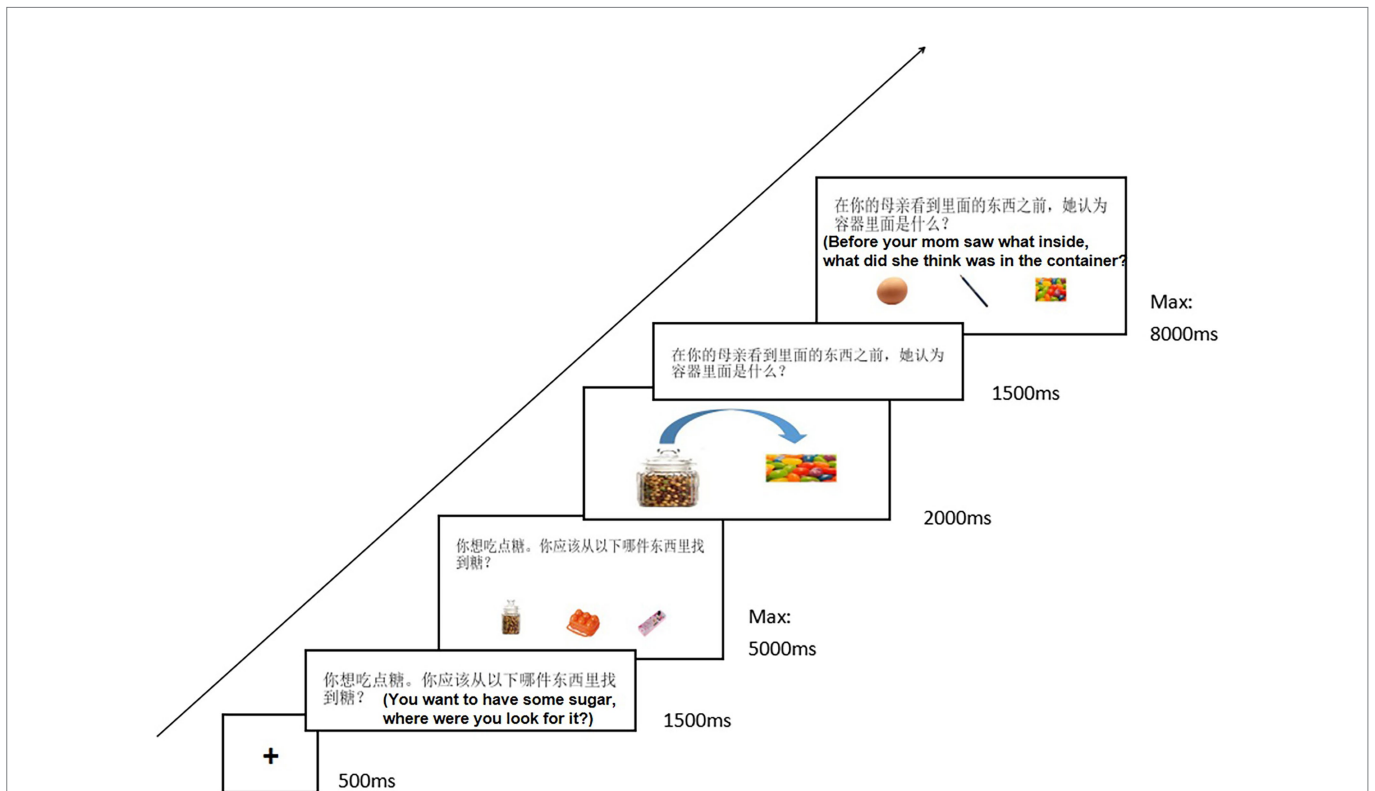 在你的母亲看到里面的东西之前，她认为
容器里面是什么？
(Before your mom saw what inside,
what did she think was in the container?
Max:
8000ms
在你的母亲看到里面的东西之前，她认为
容器里面是什么？
1500ms
2000ms
你想吃点糖。你应该从以下哪件东西里找
到糖？
Max:
5000ms
你想吃点糖。你应该从以下哪件东西里找
到糖？ (You want to have some sugar,
where were you look for it?)
1500ms
+
500ms